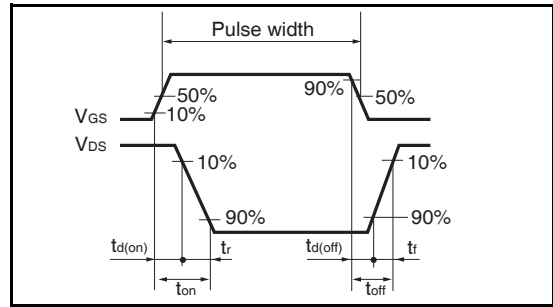 Pulse width
90%
50%
50%
VGS
10%
VDS
10%
10%
90%
90%
td(on)
tr
td(off)
tf
ton
toff